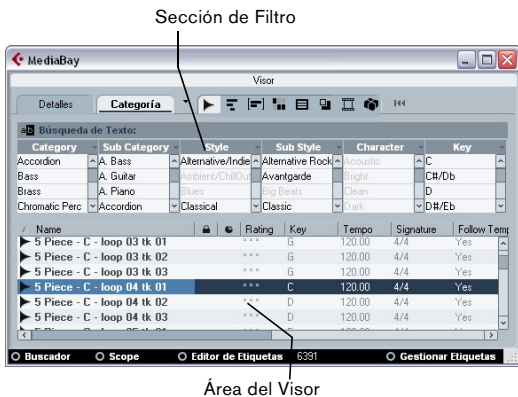 Sección de Filtro
MediaBay
Visor
Detalles Categoría
Búsqueda de Texto:
Category Sub Category Style Sub Style Character Key
Accordion A. Bass Alternative/Indie Alternative Rock Acoustic C
Bass A. Guitar Ambient/ChillOut Avantgarde Bright C#/Db
Brass A. Piano Blues Big Beats Clean D
Chromatic Perc Accordion Classical Classic Dark D#/Eb
Name Rating Key Tempo Signature Follow Temp
5 Piece - C - loop 03 tk 01 *** G 120.00 4/4 Yes
5 Piece - C - loop 03 tk 02 *** G 120.00 4/4 Yes
5 Piece - C - loop 03 tk 03 *** G 120.00 4/4 Yes
5 Piece - C - loop 04 tk 01 *** C 120.00 4/4 Yes
5 Piece - C - loop 04 tk 02 *** D 120.00 4/4 Yes
5 Piece - C - loop 04 tk 03 *** D 120.00 4/4 Yes
Buscador Scope Editor de Etiquetas 6391 Gestionar Etiquetas
Área del Visor